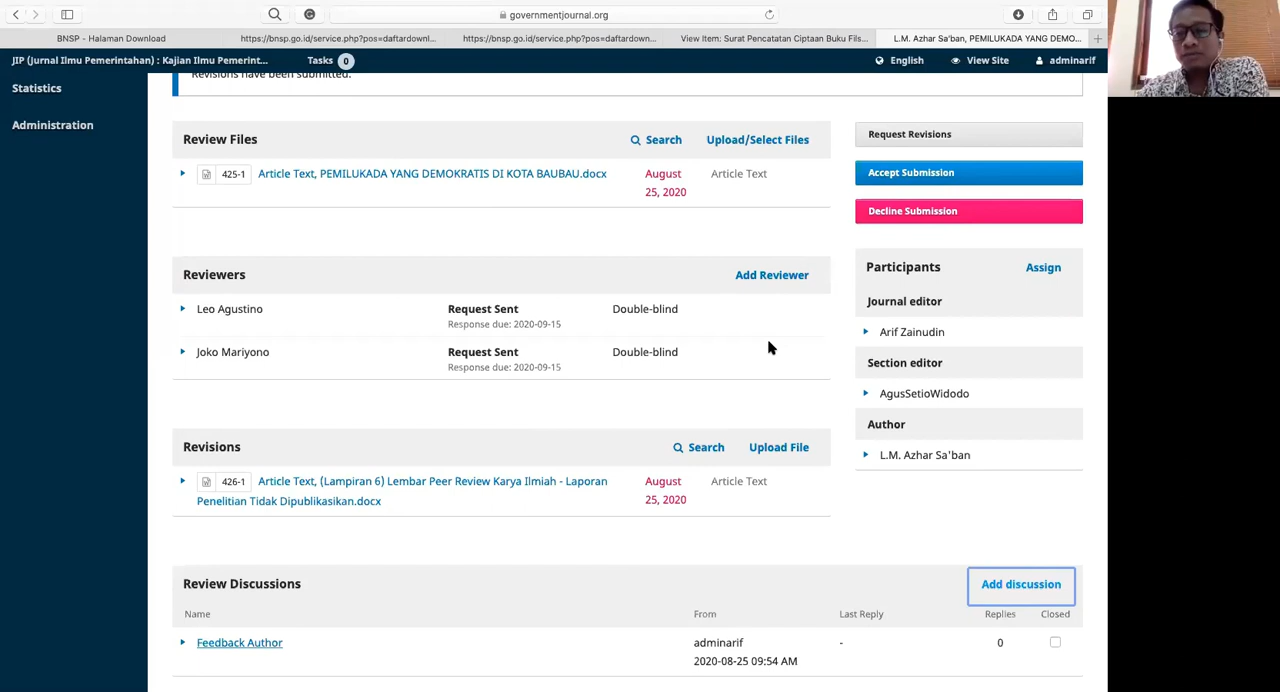 governmentjournal.org
BNSP - Halaman Download
https://bnsp.go.id/service.php?pos=daftardownl...
https://bnsp.go.id/service.php?pos=daftardown...
View Item: Surat Pencatatan Ciptaan Buku Fils...
L.M. Azhar Sa'ban, PEMILUKADA YANG DEMO...
JIP (Jurnal Ilmu Pemerintahan) : Kajian Ilmu Pemerint...
Tasks 0
English
View Site
adminarif
Statistics
Administration
Revisions have been submitted.
Review Files
Search
Upload/Select Files
425-1 Article Text, PEMILUKADA YANG DEMOKRATIS DI KOTA BAUBAU.docx
August
25, 2020
Article Text
Request Revisions
Accept Submission
Decline Submission
Reviewers
Add Reviewer
Leo Agustino
Request Sent
Response due: 2020-09-15
Double-blind
Joko Mariyono
Request Sent
Response due: 2020-09-15
Double-blind
Participants
Assign
Journal editor
Arif Zainudin
Section editor
AgusSetioWidodo
Author
L.M. Azhar Sa'ban
Revisions
Search
Upload File
426-1 Article Text, (Lampiran 6) Lembar Peer Review Karya Ilmiah - Laporan
Penelitian Tidak Dipublikasikan.docx
August
25, 2020
Article Text
Review Discussions
Add discussion
Name
From
Last Reply
Replies
Closed
Feedback Author
adminarif
2020-08-25 09:54 AM
-
0